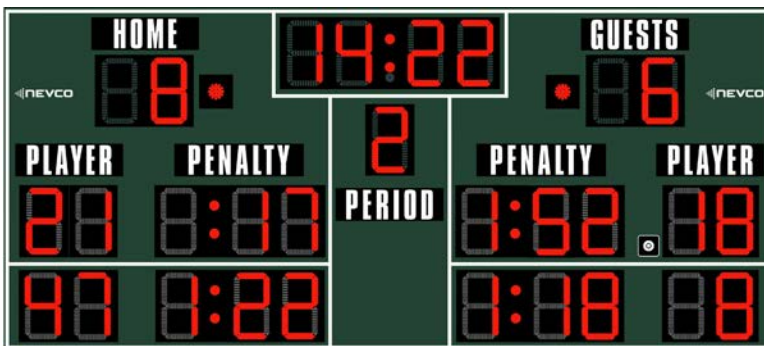 HOME 14:22 GUESTS
8 6
NEVCO NEVCO
2
PLAYER PENALTY PENALTY PLAYER
21 :17 1:52 18
PERIOD
47 1:22 1:18 8